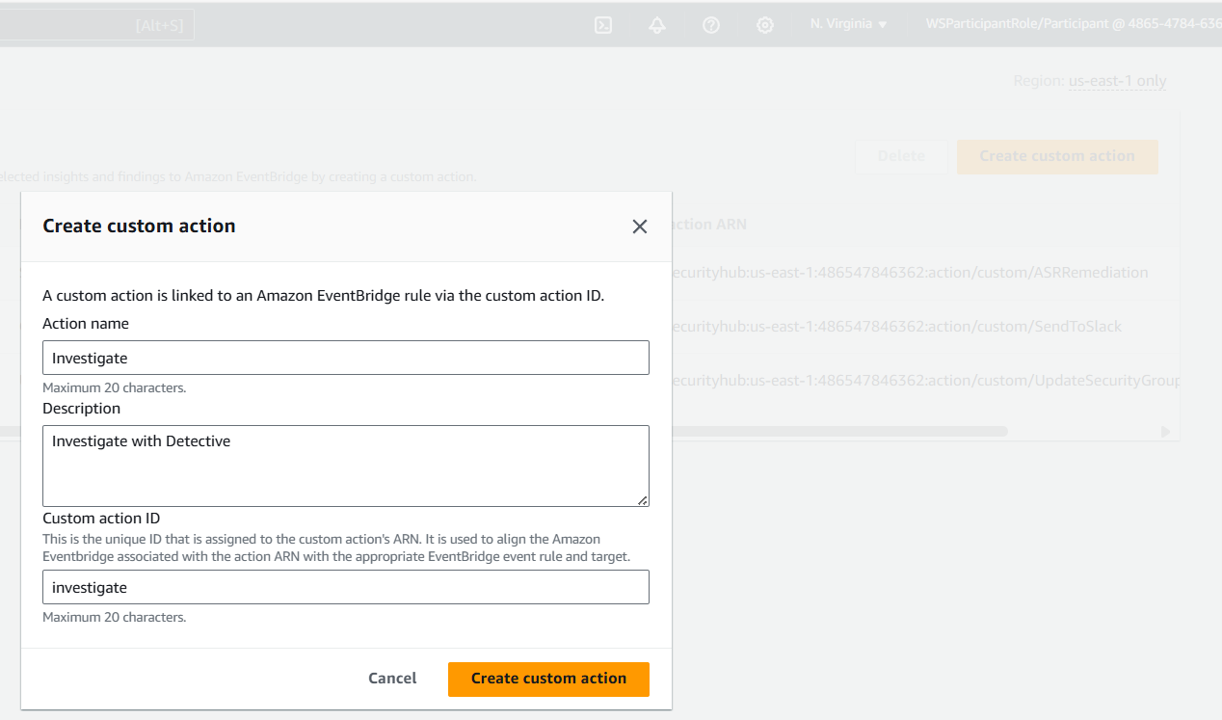 [Alt+S]
N. Virginia
WSParticipantRole/Participant @ 4865-4784-636
Region: us-east-1 only
Delete
Create custom action
elected insights and findings to Amazon EventBridge by creating a custom action.
Create custom action
ction ARN
A custom action is linked to an Amazon EventBridge rule via the custom action ID.
ecurityhub:us-east-1:486547846362:action/custom/ASRRemediation
Action name
ecurityhub:us-east-1:486547846362:action/custom/SendToSlack
Investigate
ecurityhub:us-east-1:486547846362:action/custom/UpdateSecurityGroup
Maximum 20 characters.
Description
Investigate with Detective
Custom action ID
This is the unique ID that is assigned to the custom action's ARN. It is used to align the Amazon
Eventbridge associated with the action ARN with the appropriate EventBridge event rule and target.
investigate
Maximum 20 characters.
Cancel
Create custom action